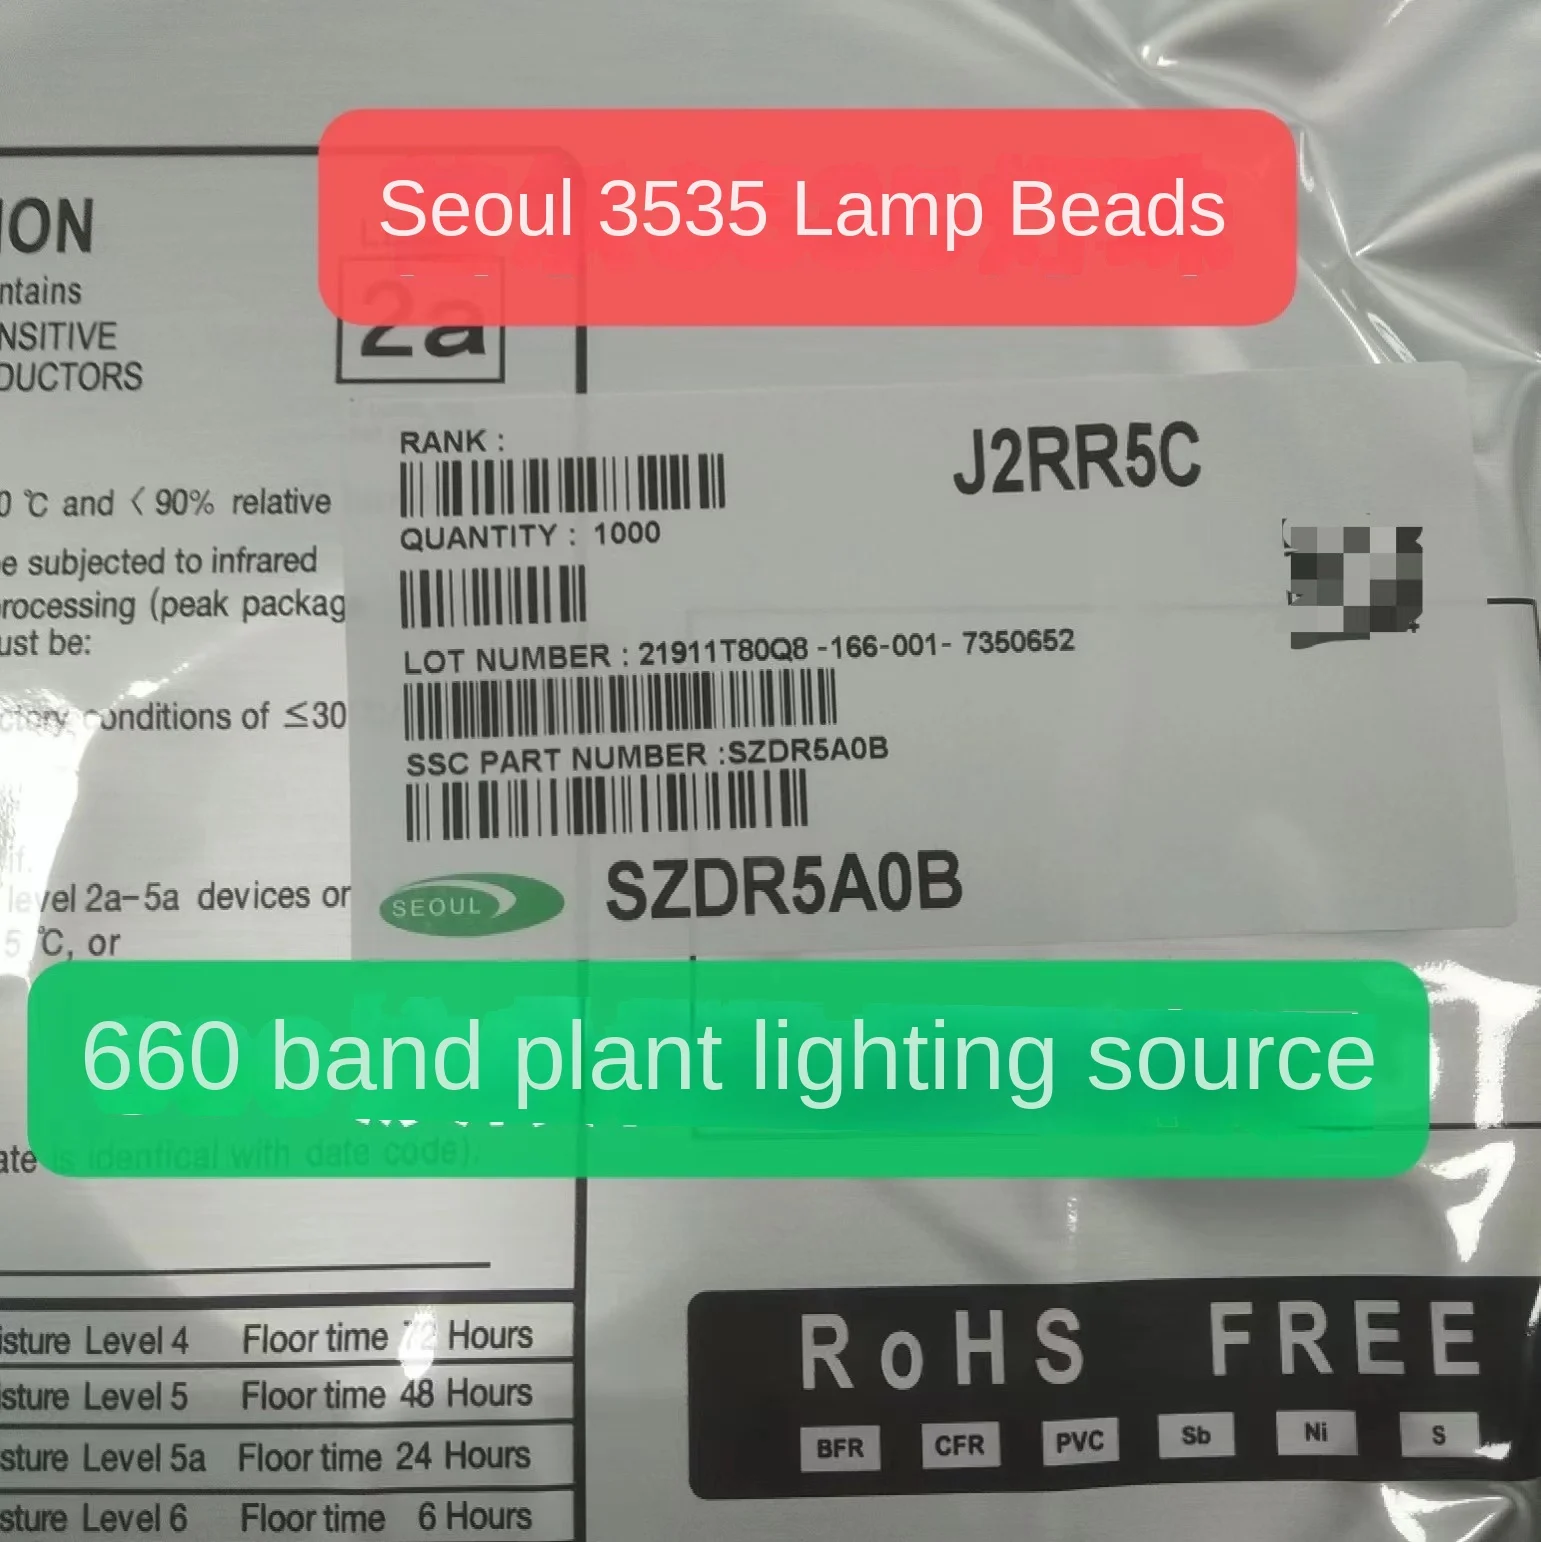 Seoul 3535 Lamp Beads
ION
ntains
NSITIVE
DUCTORS
2a
0 ℃ and < 90% relative
e subjected to infrared
rocessing (peak packag
ust be:
ctory conditions of ≤30
if.
level 2a-5a devices or
5 ℃, or
RANK :
J2RR5C
QUANTITY : 1000
LOT NUMBER : 21911T80Q8 -166-001- 7350652
SSC PART NUMBER :SZDR5A0B
SEOUL
SZDR5A0B
660 band plant lighting source
ate is identical with date code).
isture Level 4 Floor time 72 Hours
isture Level 5 Floor time 48 Hours
sture Level 5a Floor time 24 Hours
sture Level 6 Floor time 6 Hours
RoHS FREE
BFR CFR PVC Sb Ni S